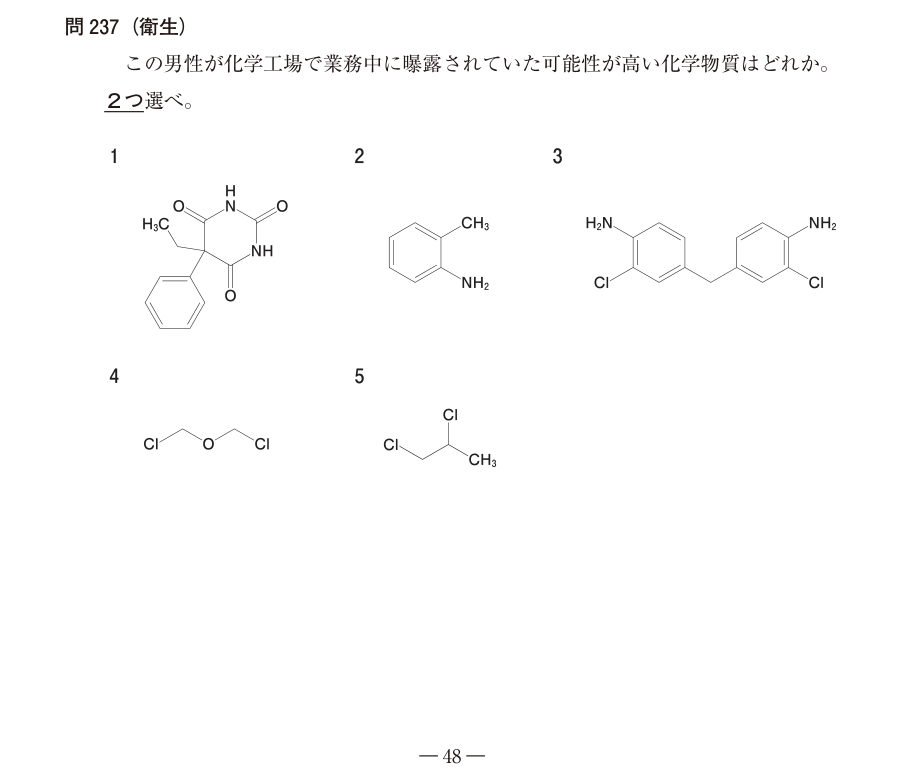 問 237（衛生）
この男性が化学工場で業務中に曝露されていた可能性が高い化学物質はどれか。
２つ選べ。
1 2 3
H
N
O O
H₃C
NH
O
CH₃
NH₂
H₂N NH₂
Cl Cl
4 5
Cl O Cl
Cl
Cl
CH₃
― 48 ―